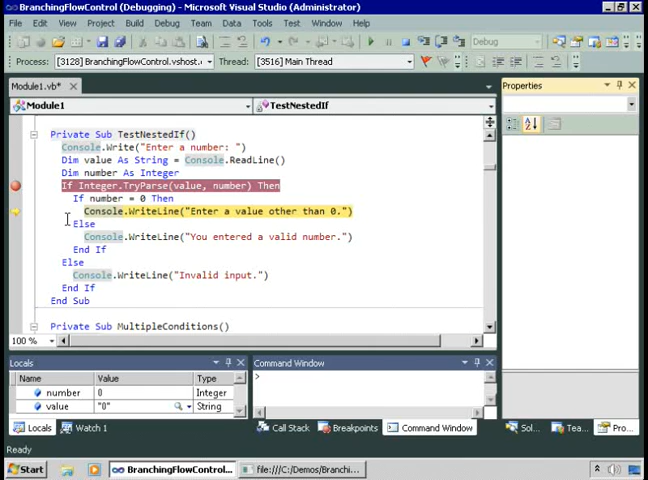 BranchingFlowControl (Debugging) - Microsoft Visual Studio (Administrator)
File Edit View Project Build Debug Team Data Tools Test Window Help
Debug
Process: [3128] BranchingFlowControl.vshost. Thread: [3516] Main Thread
Module1.vb*
Properties
Module1 TestNestedIf
Private Sub TestNestedIf()
Console.Write("Enter a number: ")
Dim value As String = Console.ReadLine()
Dim number As Integer
If Integer.TryParse(value, number) Then
If number = 0 Then
Console.WriteLine("Enter a value other than 0.")
Else
Console.WriteLine("You entered a valid number.")
End If
Else
Console.WriteLine("Invalid input.")
End If
End Sub
Private Sub MultipleConditions()
100 %
Locals
Command Window
Name Value Type
number 0 Integer
value "0" String
>
Locals Watch 1
Call Stack Breakpoints Command Window
Sol... Tea... Pro...
Ready
Start
BranchingFlowControl...
file:///C:/Demos/Branchi...